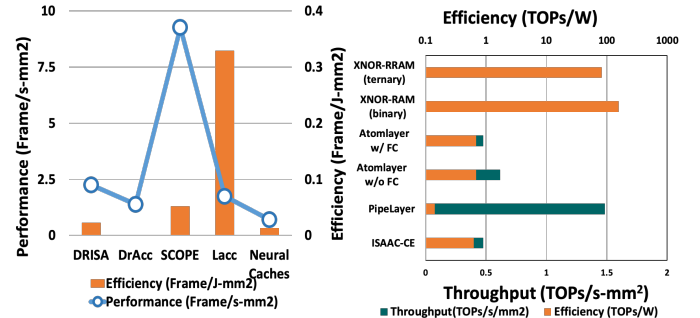 10
7.5
5
2.5
0
Performance (Frame/s-mm2)
0.4
0.3
0.2
0.1
0
Efficiency (Frame/J-mm2)
DRISA DrAcc SCOPE Lacc Neural
Caches
Efficiency (Frame/J-mm2)
Performance (Frame/s-mm2)
Efficiency (TOPs/W)
0.1 1 10 100 1000
XNOR-RRAM
(ternary)
XNOR-RAM
(binary)
Atomlayer
w/ FC
Atomlayer
w/o FC
PipeLayer
ISAAC-CE
0 0.5 1 1.5 2
Throughput (TOPs/s-mm²)
Throughput(TOPs/s/mm2) Efficiency (TOPs/W)